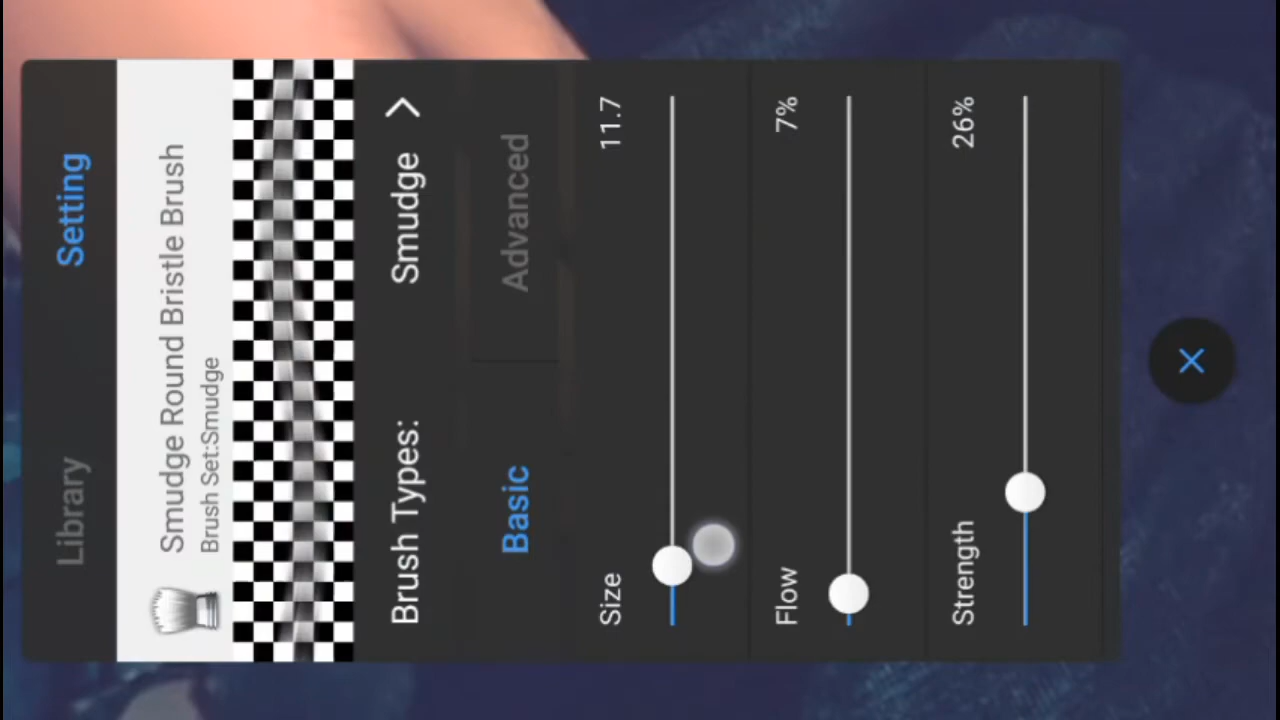 Library Setting
Smudge Round Bristle Brush
Brush Set:Smudge
Brush Types: Smudge
Basic Advanced
Size 11.7
Flow 7%
Strength 26%